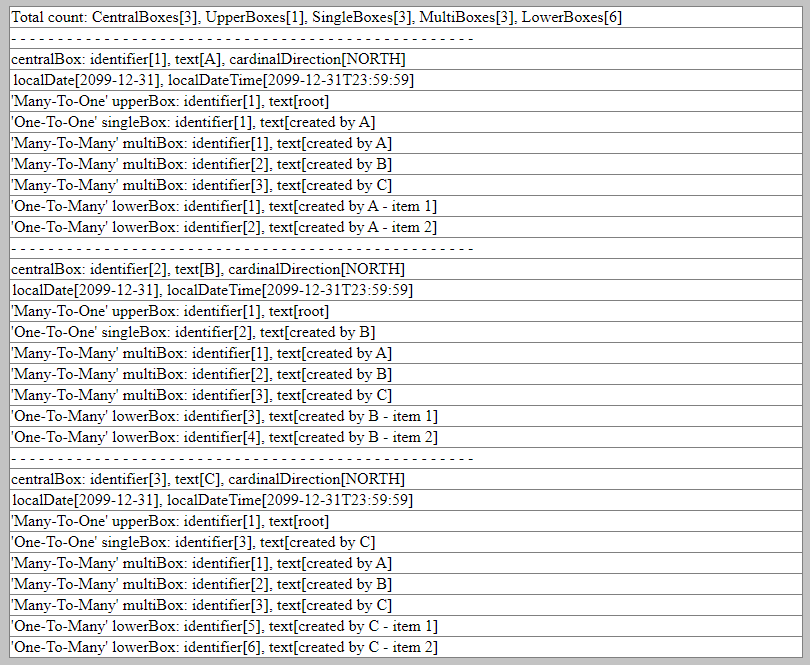 Total count: CentralBoxes[3], UpperBoxes[1], SingleBoxes[3], MultiBoxes[3], LowerBoxes[6]
- - - - - - - - - - - - - - - - - - - - - - - - - - - - - - - - - - - - - - - - - - - - - - - - - -
centralBox: identifier[1], text[A], cardinalDirection[NORTH]
localDate[2099-12-31], localDateTime[2099-12-31T23:59:59]
'Many-To-One' upperBox: identifier[1], text[root]
'One-To-One' singleBox: identifier[1], text[created by A]
'Many-To-Many' multiBox: identifier[1], text[created by A]
'Many-To-Many' multiBox: identifier[2], text[created by B]
'Many-To-Many' multiBox: identifier[3], text[created by C]
'One-To-Many' lowerBox: identifier[1], text[created by A - item 1]
'One-To-Many' lowerBox: identifier[2], text[created by A - item 2]
- - - - - - - - - - - - - - - - - - - - - - - - - - - - - - - - - - - - - - - - - - - - - - - - - -
centralBox: identifier[2], text[B], cardinalDirection[NORTH]
localDate[2099-12-31], localDateTime[2099-12-31T23:59:59]
'Many-To-One' upperBox: identifier[1], text[root]
'One-To-One' singleBox: identifier[2], text[created by B]
'Many-To-Many' multiBox: identifier[1], text[created by A]
'Many-To-Many' multiBox: identifier[2], text[created by B]
'Many-To-Many' multiBox: identifier[3], text[created by C]
'One-To-Many' lowerBox: identifier[3], text[created by B - item 1]
'One-To-Many' lowerBox: identifier[4], text[created by B - item 2]
- - - - - - - - - - - - - - - - - - - - - - - - - - - - - - - - - - - - - - - - - - - - - - - - - -
centralBox: identifier[3], text[C], cardinalDirection[NORTH]
localDate[2099-12-31], localDateTime[2099-12-31T23:59:59]
'Many-To-One' upperBox: identifier[1], text[root]
'One-To-One' singleBox: identifier[3], text[created by C]
'Many-To-Many' multiBox: identifier[1], text[created by A]
'Many-To-Many' multiBox: identifier[2], text[created by B]
'Many-To-Many' multiBox: identifier[3], text[created by C]
'One-To-Many' lowerBox: identifier[5], text[created by C - item 1]
'One-To-Many' lowerBox: identifier[6], text[created by C - item 2]